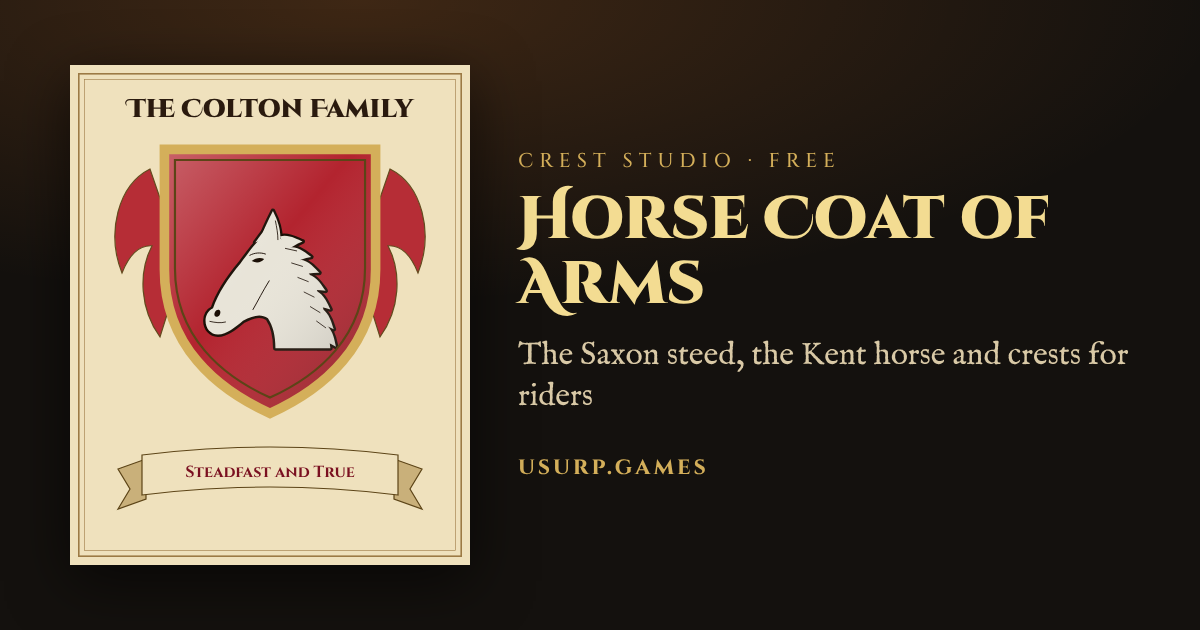 The Colton Family
Steadfast and True
CREST STUDIO · FREE
Horse Coat of
Arms
The Saxon steed, the Kent horse and crests for
riders
USURP.GAMES